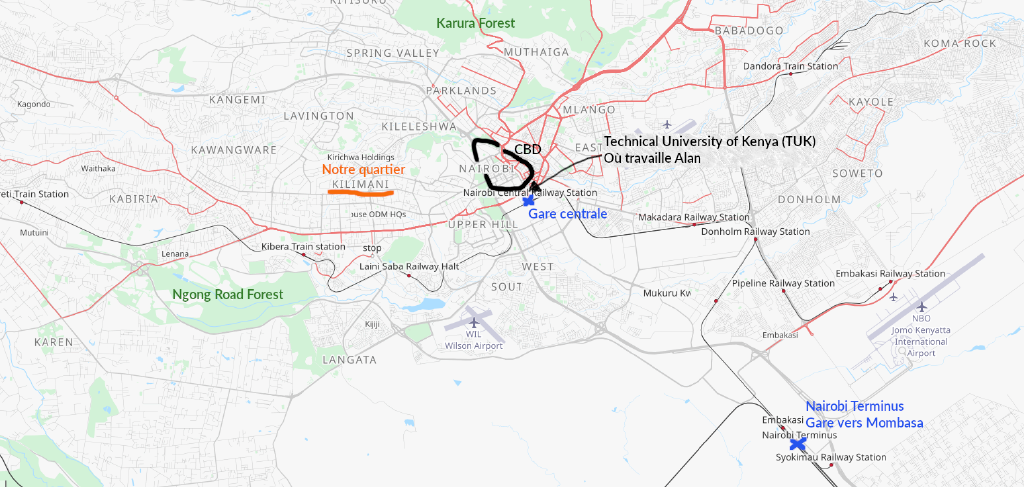 KITISURU
Karura Forest
SPRING VALLEY
MUTHAIGA
BABADOGO
KOMA ROCK
Dandora Train Station
PARKLANDS
KANGEMI
Kagondo
LAVINGTON
MLANGO
KAYOLE
KILELESHWA
CBD
EAST
Technical University of Kenya (TUK)
Où travaille Alan
KAWANGWARE
Kirichwa Holdings
Notre quartier
KILIMANI
NAIROBI
Waithaka
SOWETO
reti Train Station
KABIRIA
Nairobi Central Railway Station
Gare centrale
DONHOLM
ause ODM HQs
UPPER HILL
Makadara Railway Station
Donholm Railway Station
Mutuini
Lenana
Kibera Train station
stop
Laini Saba Railway Halt
WEST
SOUT
Embakasi Railway Station
Pipeline Railway Station
Mukuru Kw
Ngong Road Forest
NBO
Jomo Kenyatta
International
Airport
Kijiji
WIL
Wilson Airport
Embakasi
KAREN
LANGATA
Nairobi Terminus
Gare vers Mombasa
Embakasi
Nairobi Terminus
Syokimau Railway Station